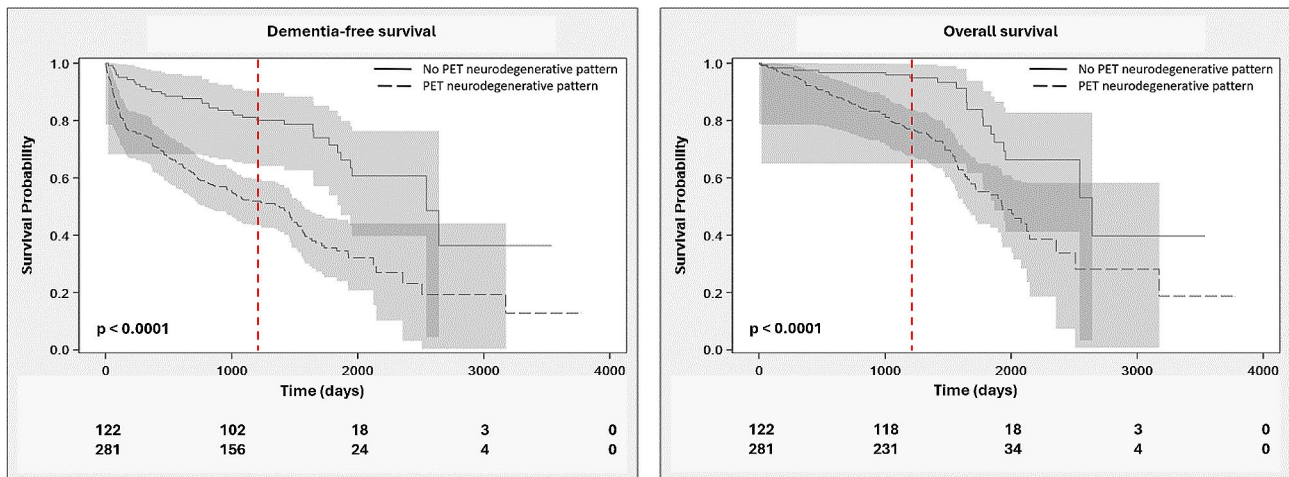 Dementia-free survival
No PET neurodegenerative pattern
PET neurodegenerative pattern
1.0
0.8
0.6
0.4
0.2
0.0
Survival Probability
p < 0.0001
0 1000 2000 3000 4000
Time (days)
122 102 18 3 0
281 156 24 4 0
Overall survival
No PET neurodegenerative pattern
PET neurodegenerative pattern
1.0
0.8
0.6
0.4
0.2
0.0
Survival Probability
p < 0.0001
0 1000 2000 3000 4000
Time (days)
122 118 18 3 0
281 231 34 4 0